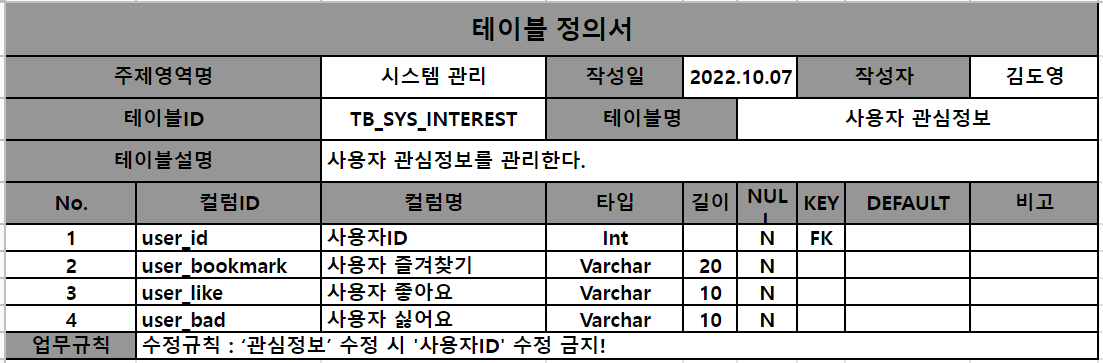 테이블 정의서
주제영역명 시스템 관리 작성일 2022.10.07 작성자 김도영
테이블ID TB_SYS_INTEREST 테이블명 사용자 관심정보
테이블설명 사용자 관심정보를 관리한다.
No. 컬럼ID 컬럼명 타입 길이 NULL KEY DEFAULT 비고
1 user_id 사용자ID Int N FK
2 user_bookmark 사용자 즐겨찾기 Varchar 20 N
3 user_like 사용자 좋아요 Varchar 10 N
4 user_bad 사용자 싫어요 Varchar 10 N
업무규칙 수정규칙 : ‘관심정보’ 수정 시 '사용자ID' 수정 금지!